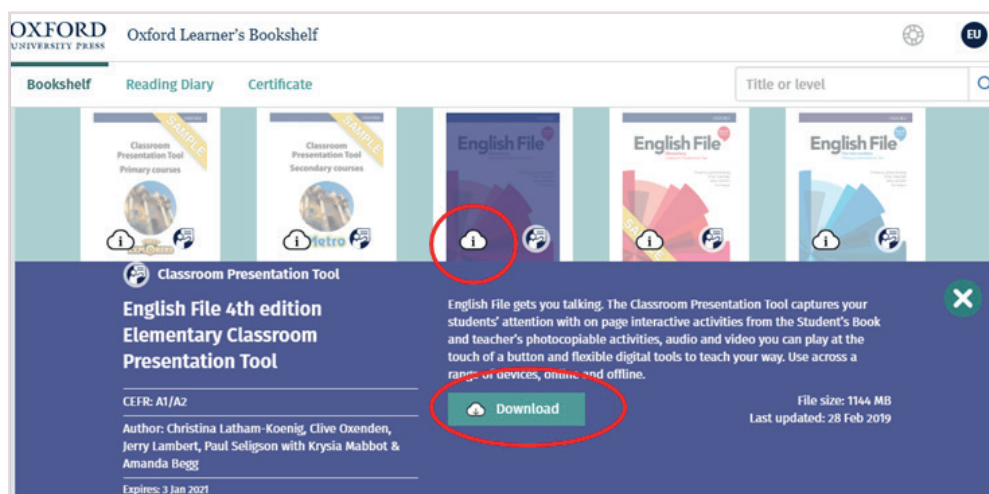 OXFORD
UNIVERSITY PRESS
Oxford Learner's Bookshelf
EU
Bookshelf
Reading Diary
Certificate
Title or level
Classroom
Presentation Tool
Primary courses
SAMPLE
i
Classroom
Presentation Tool
Secondary courses
SAMPLE
Metro
i
English File
i
English File
SAMPLE
i
English File
i
Classroom Presentation Tool
English File 4th edition
Elementary Classroom
Presentation Tool
CEFR: A1/A2
Author: Christina Latham-Koenig, Clive Oxenden,
Jerry Lambert, Paul Seligson with Krysia Mabbot &
Amanda Begg
Expires: 3 Jan 2021
English File gets you talking. The Classroom Presentation Tool captures your
students' attention with on page interactive activities from the Student's Book
and teacher's photocopiable activities, audio and video you can play at the
touch of a button and flexible digital tools to teach your way. Use across a
range of devices, online and offline.
Download
File size: 1144 MB
Last updated: 28 Feb 2019